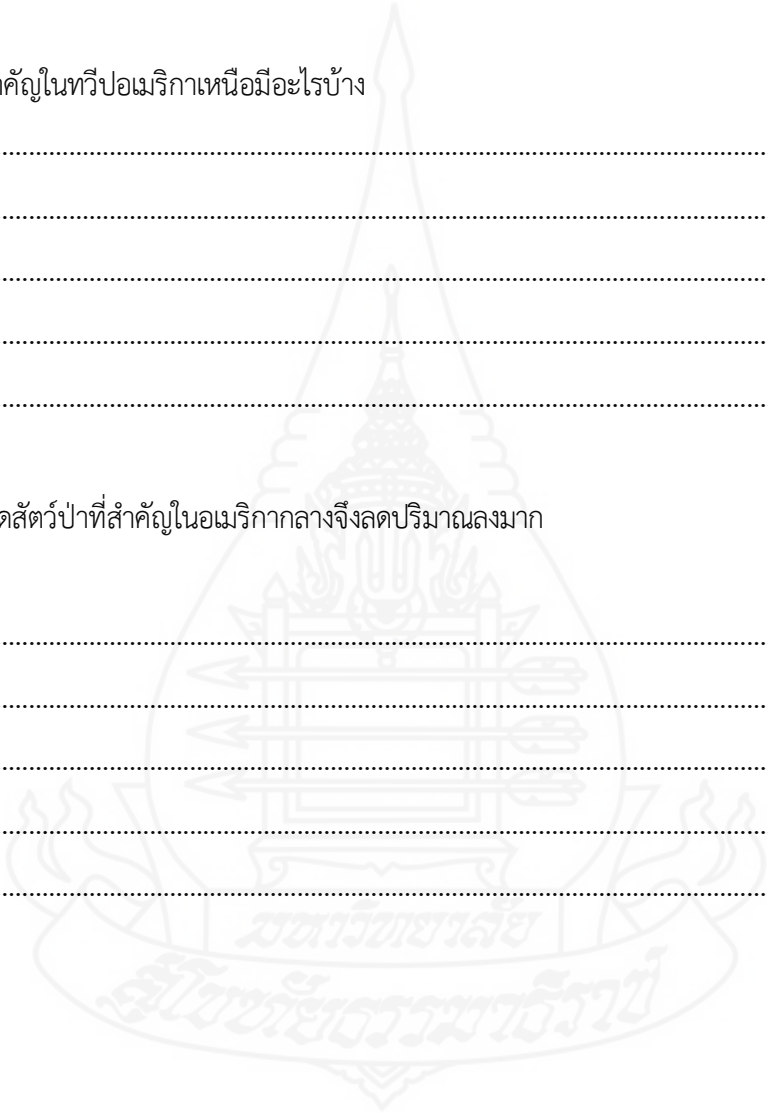 าคัญในทวีปอเมริกาเหนือมีอะไรบ้าง
................................................................................
................................................................................
................................................................................
................................................................................
................................................................................
ดสัตว์ป่าที่สำคัญในอเมริกากลางจึงลดปริมาณลงมาก
................................................................................
................................................................................
................................................................................
................................................................................
................................................................................
มหาวิทยาลัย
สุโขทัยธรรมาธิราช